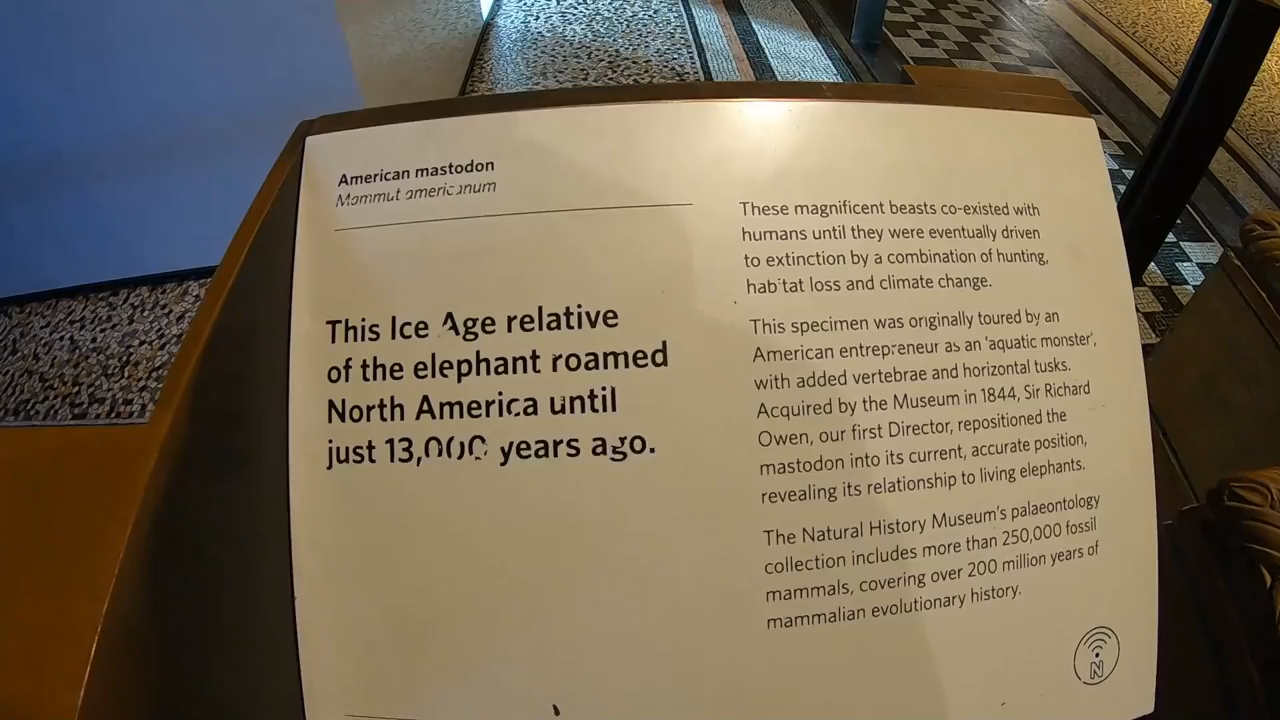 American mastodon
Mammut americanum
This Ice Age relative
of the elephant roamed
North America until
just 13,000 years ago.
These magnificent beasts co-existed with
humans until they were eventually driven
to extinction by a combination of hunting,
habitat loss and climate change.
This specimen was originally toured by an
American entrepreneur as an 'aquatic monster',
with added vertebrae and horizontal tusks.
Acquired by the Museum in 1844, Sir Richard
Owen, our first Director, repositioned the
mastodon into its current, accurate position,
revealing its relationship to living elephants.
The Natural History Museum's palaeontology
collection includes more than 250,000 fossil
mammals, covering over 200 million years of
mammalian evolutionary history.
N